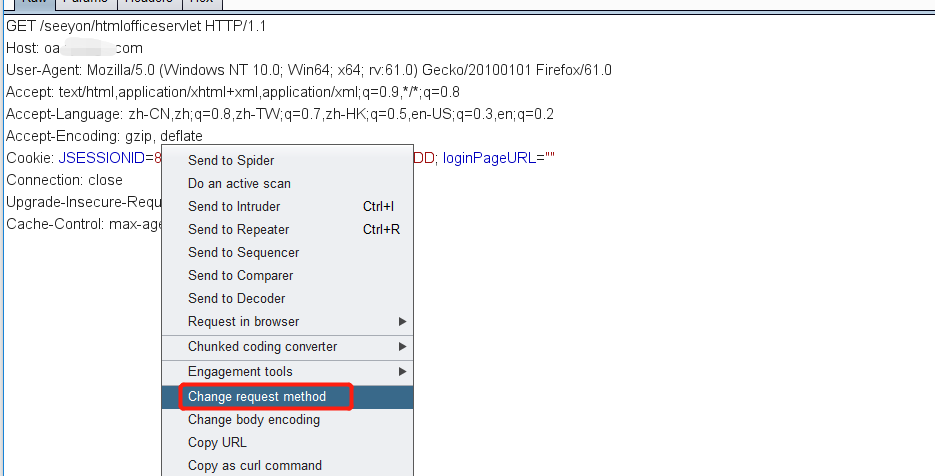 Raw Params Headers Hex
GET /seeyon/htmlofficeservlet HTTP/1.1
Host: oa com
User-Agent: Mozilla/5.0 (Windows NT 10.0; Win64; x64; rv:61.0) Gecko/20100101 Firefox/61.0
Accept: text/html,application/xhtml+xml,application/xml;q=0.9,*/*;q=0.8
Accept-Language: zh-CN,zh;q=0.8,zh-TW;q=0.7,zh-HK;q=0.5,en-US;q=0.3,en;q=0.2
Accept-Encoding: gzip, deflate
Cookie: JSESSIONID=8 DD; loginPageURL=""
Connection: close
Upgrade-Insecure-Requ
Cache-Control: max-age
Send to Spider
Do an active scan
Send to Intruder Ctrl+I
Send to Repeater Ctrl+R
Send to Sequencer
Send to Comparer
Send to Decoder
Request in browser
Chunked coding converter
Engagement tools
Change request method
Change body encoding
Copy URL
Copy as curl command